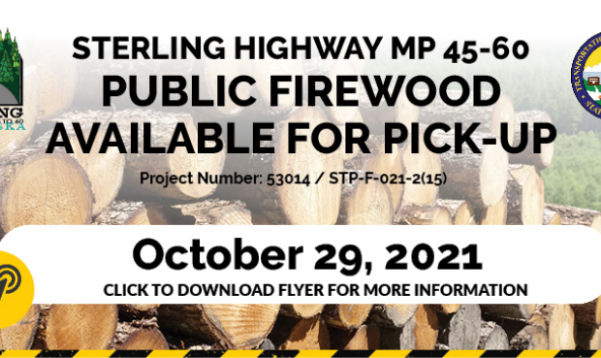 STERLING HIGHWAY MP 45-60
PUBLIC FIREWOOD
AVAILABLE FOR PICK-UP
Project Number: 53014 / STP-F-021-2(15)
October 29, 2021
CLICK TO DOWNLOAD FLYER FOR MORE INFORMATION